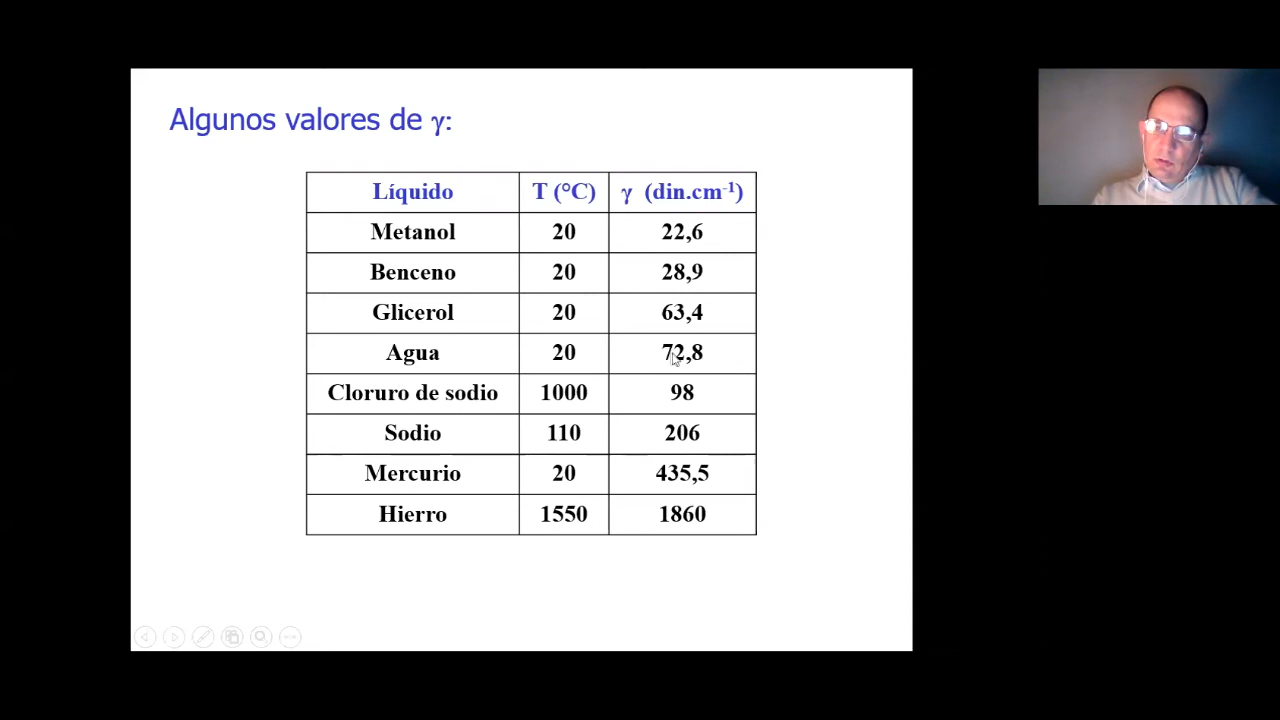 Algunos valores de γ:
Líquido T (°C) γ (din.cm⁻¹)
Metanol 20 22,6
Benceno 20 28,9
Glicerol 20 63,4
Agua 20 72,8
Cloruro de sodio 1000 98
Sodio 110 206
Mercurio 20 435,5
Hierro 1550 1860